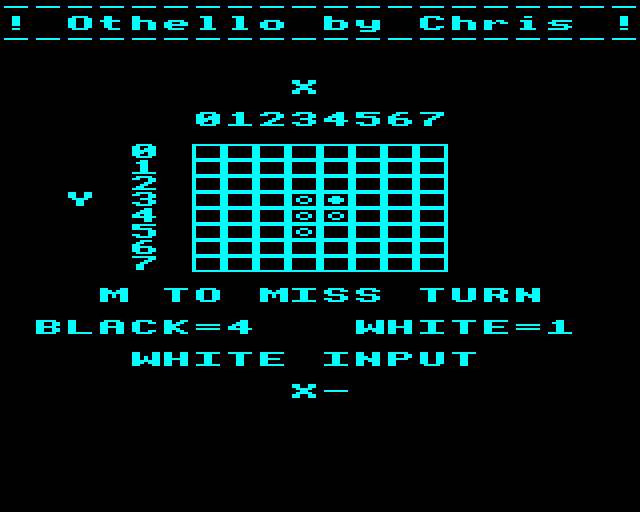 ! Othello by Chris !
X
01234567
0
1
2
Y 3
4
5
6
7
M TO MISS TURN
BLACK=4 WHITE=1
WHITE INPUT
X_